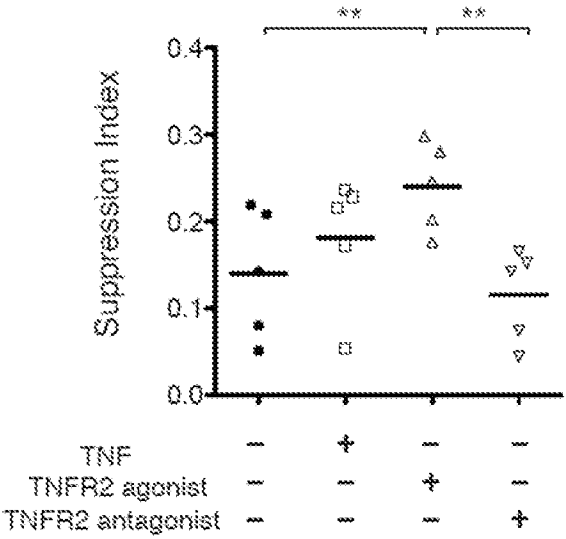 ** **
0.4
0.3
0.2
0.1
0.0
Suppression Index
TNF – + – –
TNFR2 agonist – – + –
TNFR2 antagonist – – – +